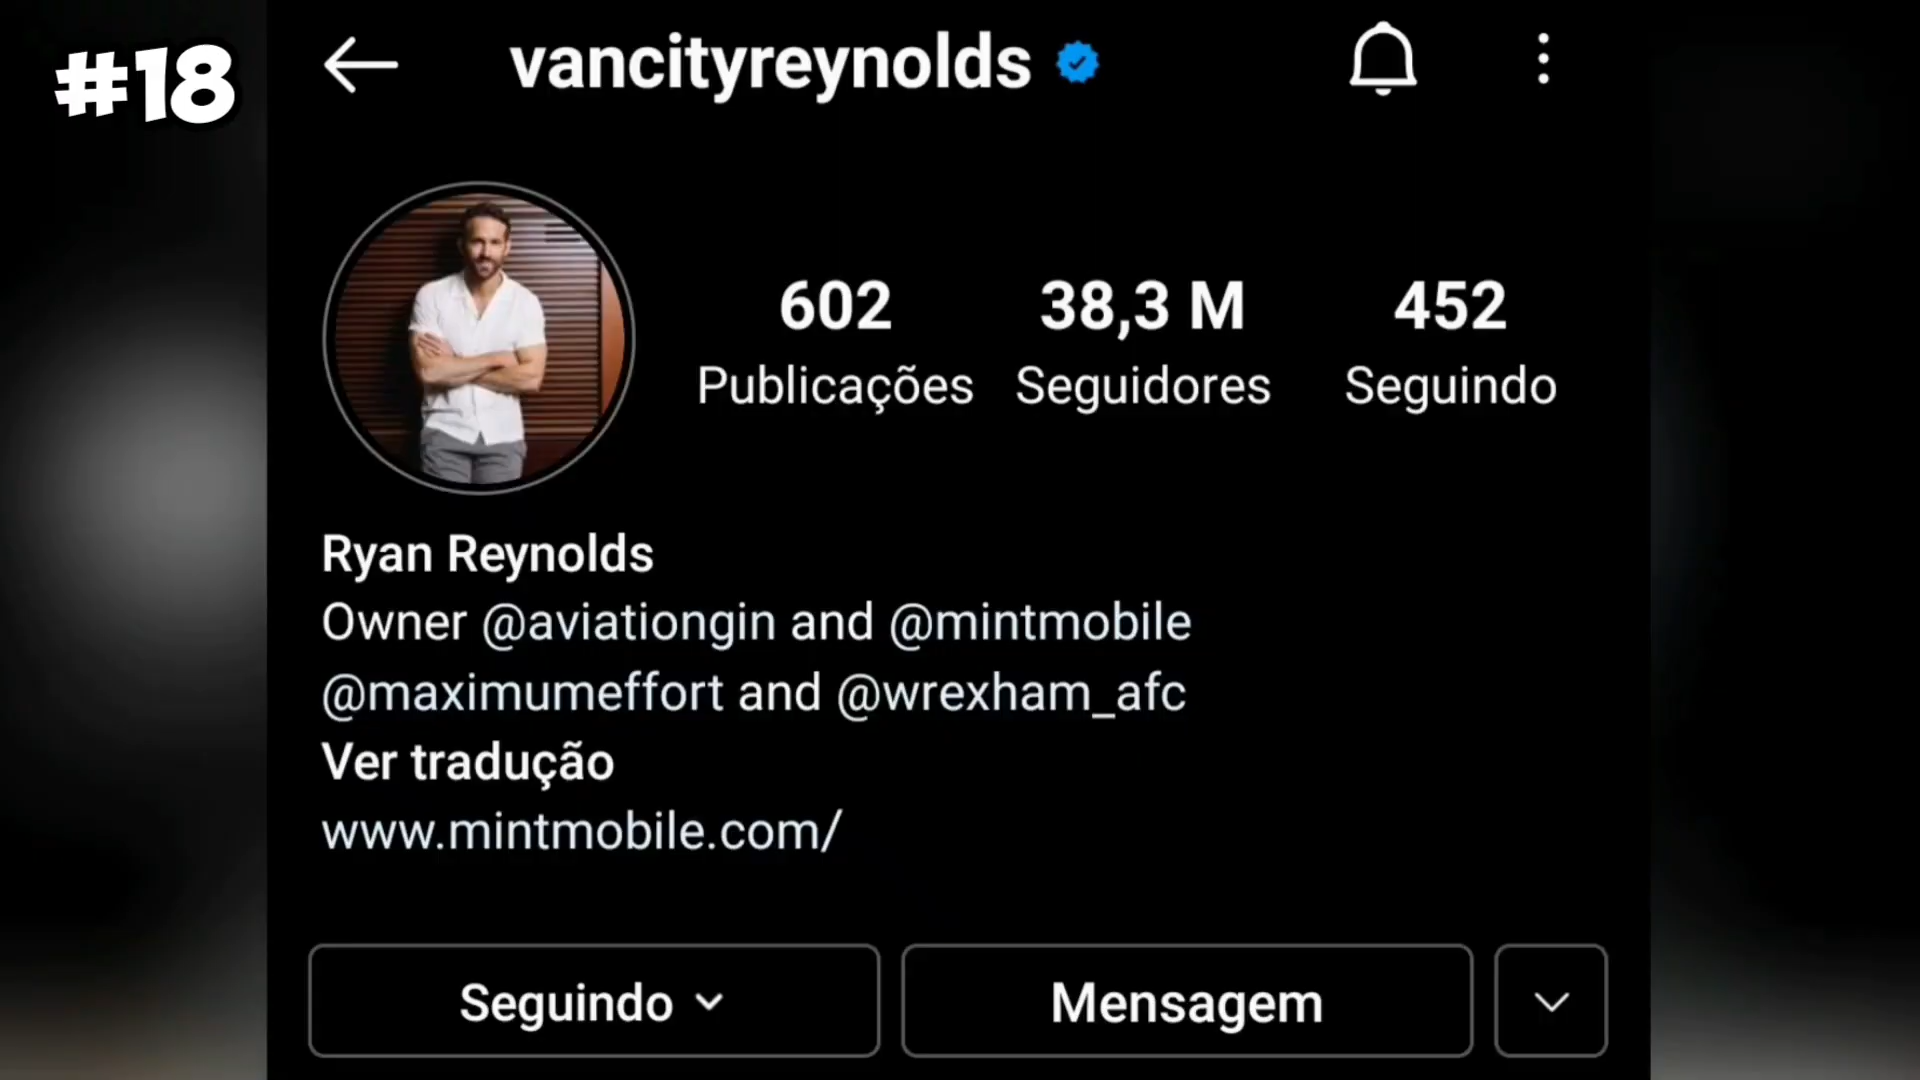 #18
vancityreynolds
602 38,3 M 452
Publicações Seguidores Seguindo
Ryan Reynolds
Owner @aviationgin and @mintmobile
@maximumeffort and @wrexham_afc
Ver tradução
www.mintmobile.com/
Seguindo Mensagem